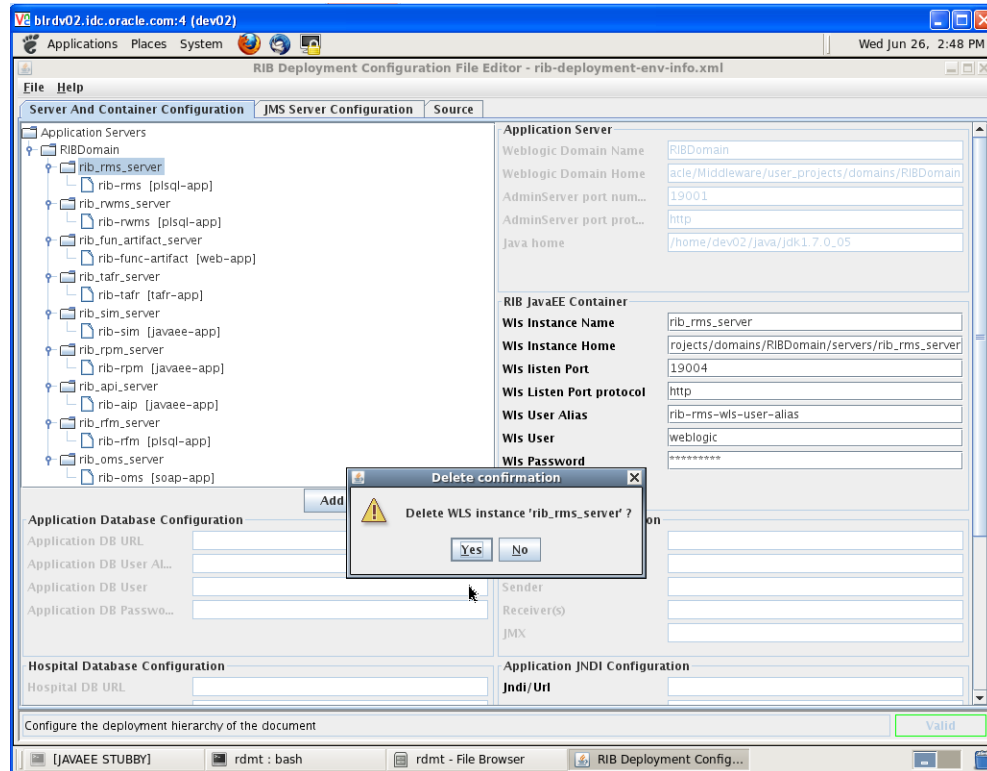 blrdv02.idc.oracle.com:4 (dev02)
Applications Places System Wed Jun 26, 2:48 PM
RIB Deployment Configuration File Editor - rib-deployment-env-info.xml
File Help
Server And Container Configuration JMS Server Configuration Source
Application Servers
RIBDomain
rib_rms_server
rib-rms [plsql-app]
rib_rwms_server
rib-rwms [plsql-app]
rib_fun_artifact_server
rib-func-artifact [web-app]
rib_tafr_server
rib-tafr [tafr-app]
rib_sim_server
rib-sim [javaee-app]
rib_rpm_server
rib-rpm [javaee-app]
rib_api_server
rib-aip [javaee-app]
rib_rfm_server
rib-rfm [plsql-app]
rib_oms_server
rib-oms [soap-app]
Application Server
Weblogic Domain Name RIBDomain
Weblogic Domain Home acle/Middleware/user_projects/domains/RIBDomain
AdminServer port num... 19001
AdminServer port prot... http
Java home /home/dev02/java/jdk1.7.0_05
RIB JavaEE Container
Wls Instance Name rib_rms_server
Wls Instance Home rojects/domains/RIBDomain/servers/rib_rms_server
Wls listen Port 19004
Wls Listen Port protocol http
Wls User Alias rib-rms-wls-user-alias
Wls User weblogic
Wls Password *********
Add
Delete confirmation
Delete WLS instance 'rib_rms_server' ?
Yes No
Application Database Configuration
Application DB URL
Application DB User AL...
Application DB User
Application DB Passwo...
on
Sender
Receiver(s)
JMX
Hospital Database Configuration
Hospital DB URL
Application JNDI Configuration
Jndi/Url
Configure the deployment hierarchy of the document Valid
[JAVAEE STUBBY] rdmt : bash rdmt - File Browser RIB Deployment Config...